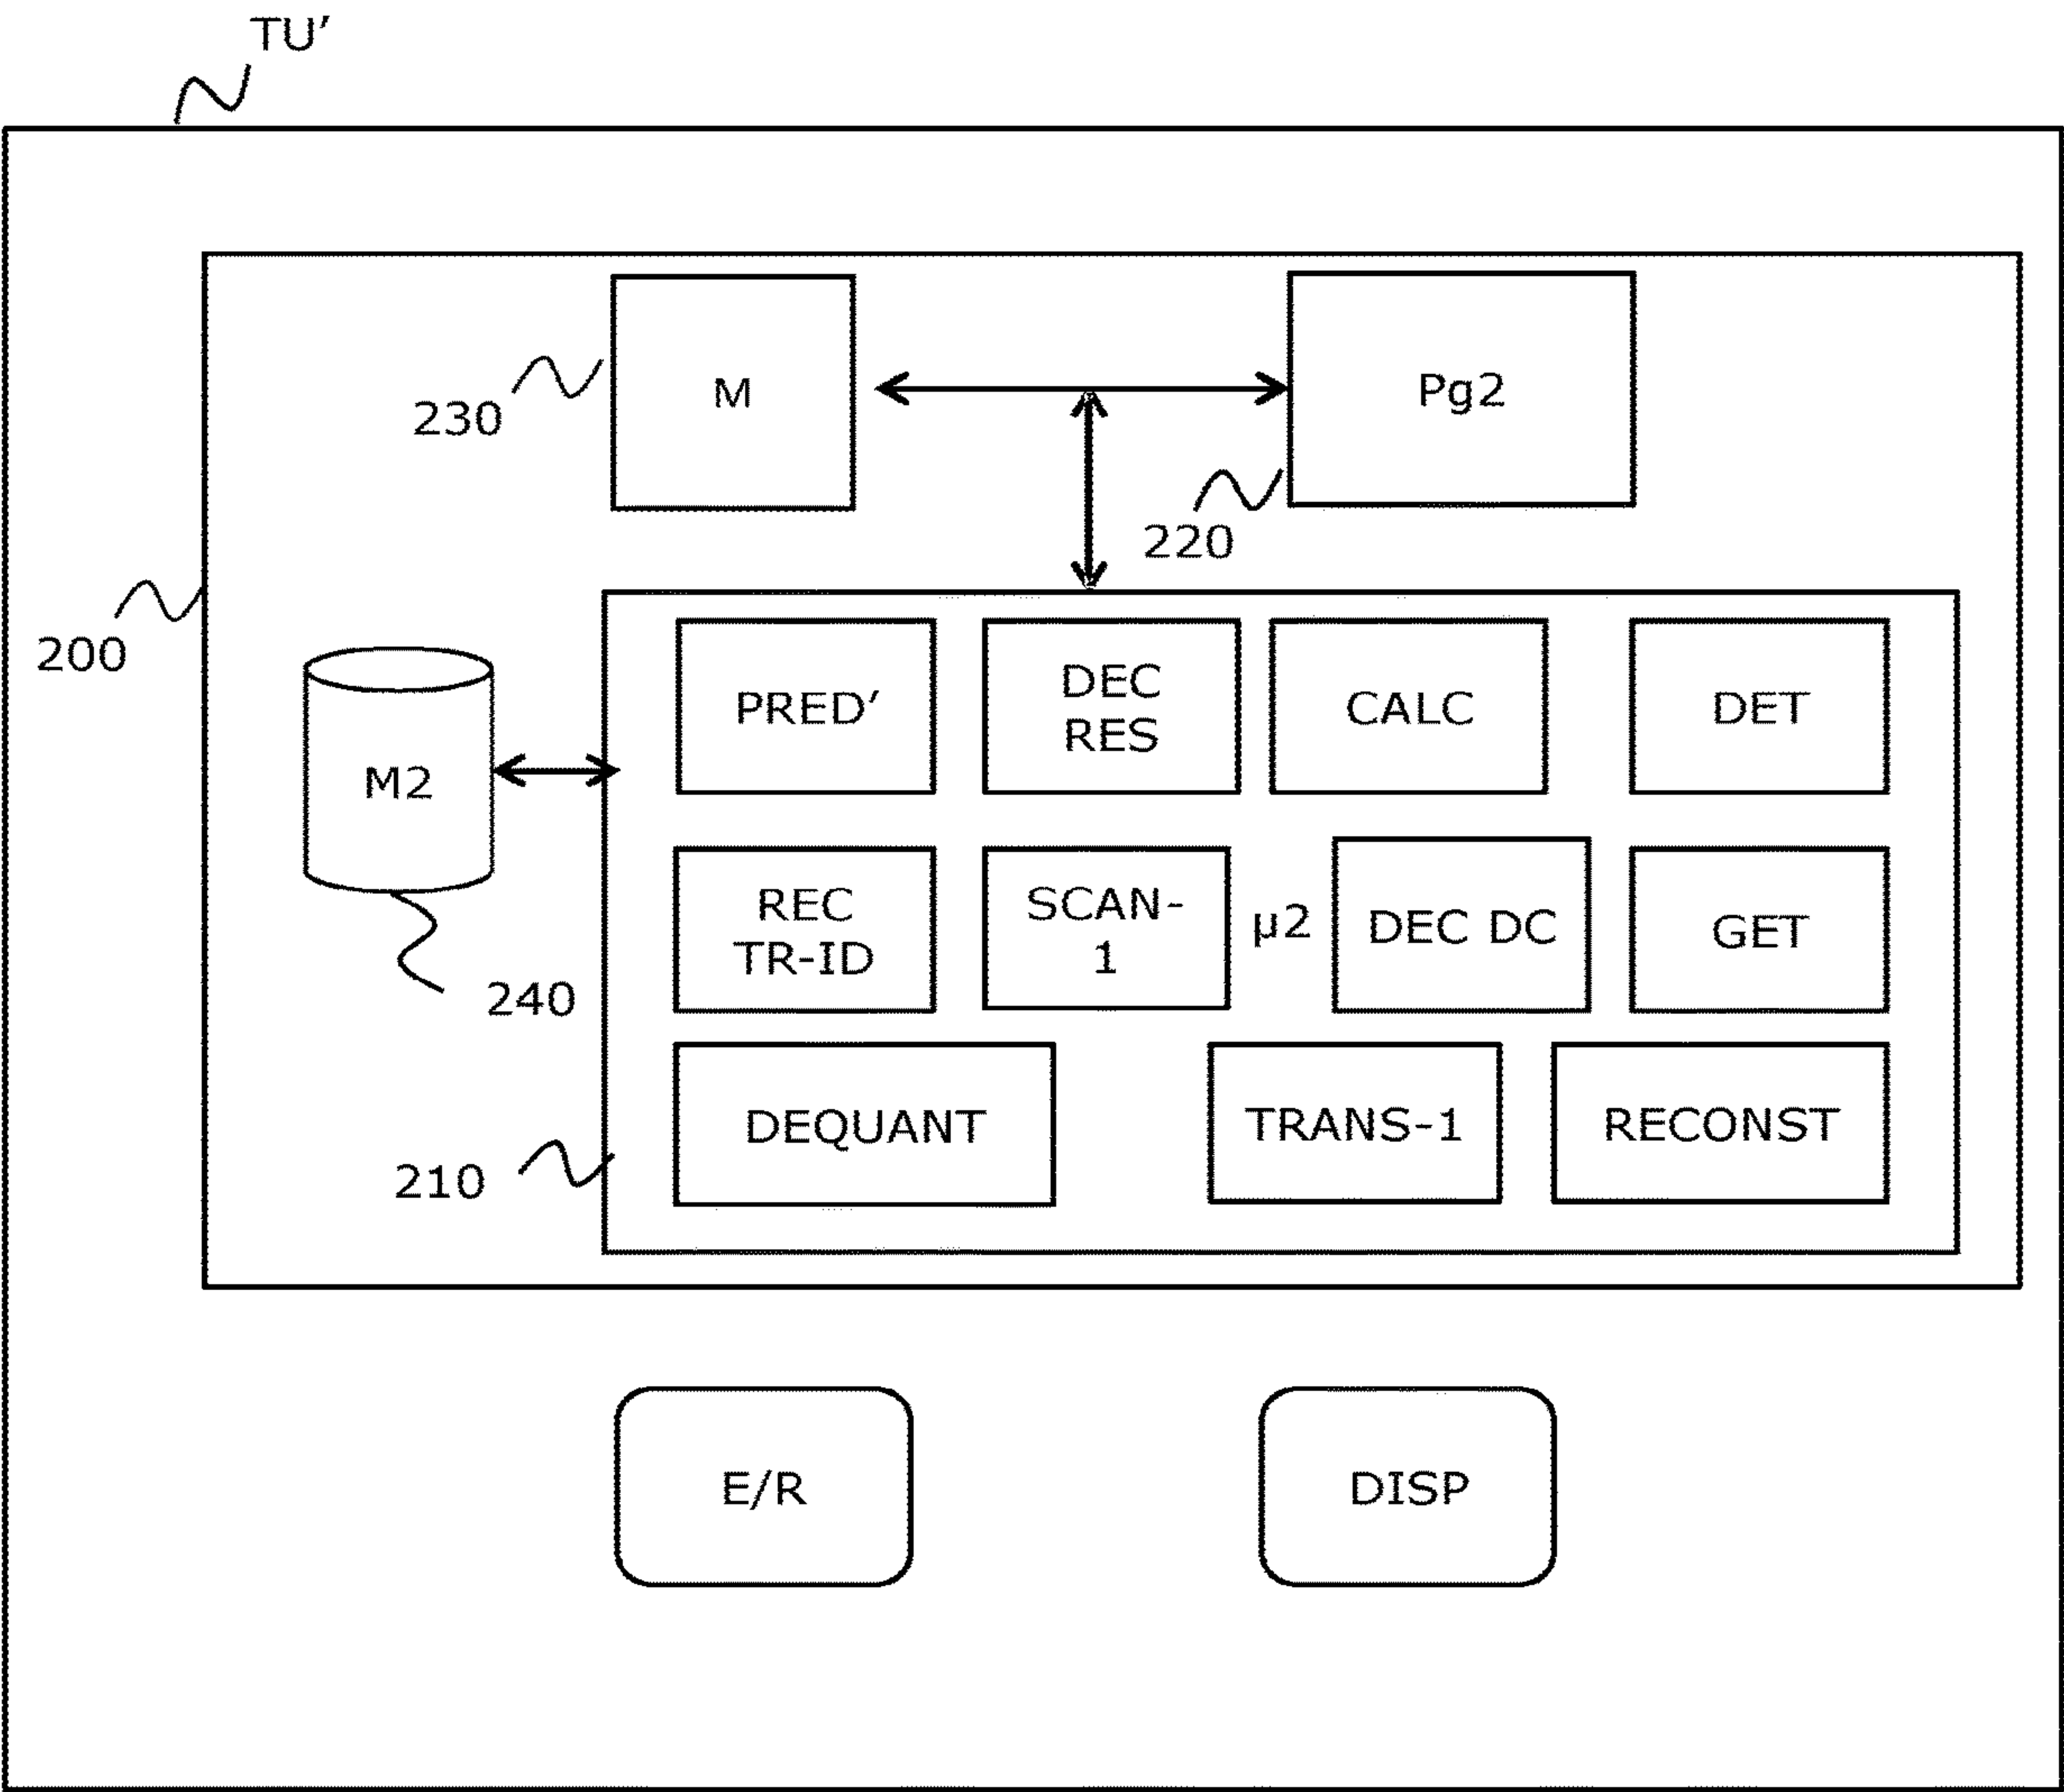 TU’
M
Pg2
230
220
200
PRED’
DEC
RES
CALC
DET
M2
REC
TR-ID
SCAN-
1
µ2
DEC DC
GET
240
DEQUANT
TRANS-1
RECONST
210
E/R
DISP